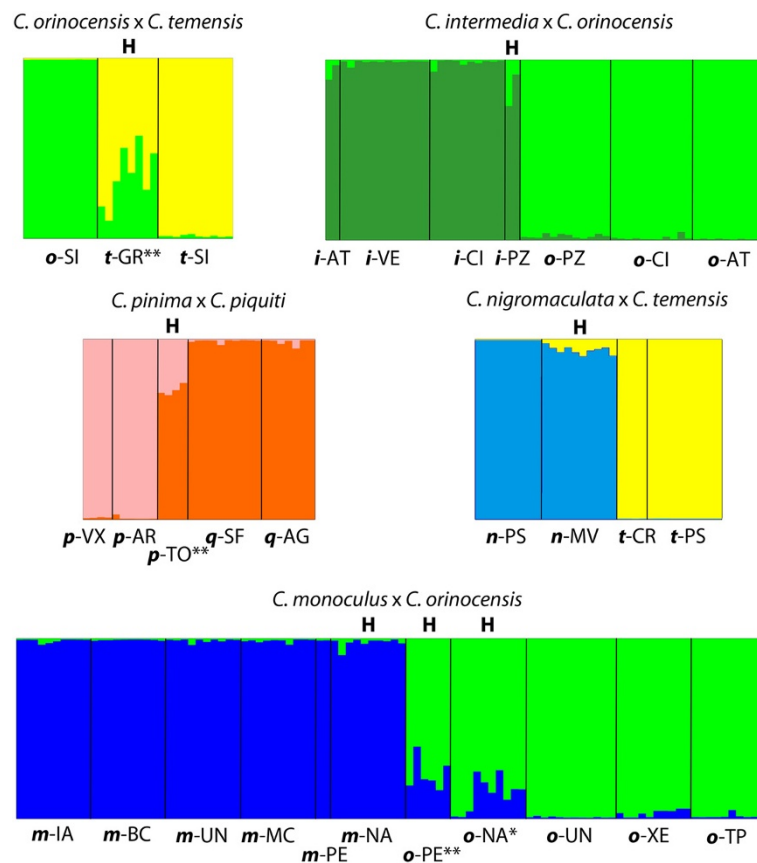 C. orinocensis x C. temensis
H
o-SI t-GR** t-SI
C. intermedia x C. orinocensis
H
i-AT i-VE i-CI i-PZ o-PZ o-CI o-AT
C. pinima x C. piquiti
H
p-VX p-AR q-SF q-AG
p-TO**
C. nigromaculata x C. temensis
H
n-PS n-MV t-CR t-PS
C. monoculus x C. orinocensis
H H H
m-IA m-BC m-UN m-MC m-NA o-NA* o-UN o-XE o-TP
m-PE o-PE**